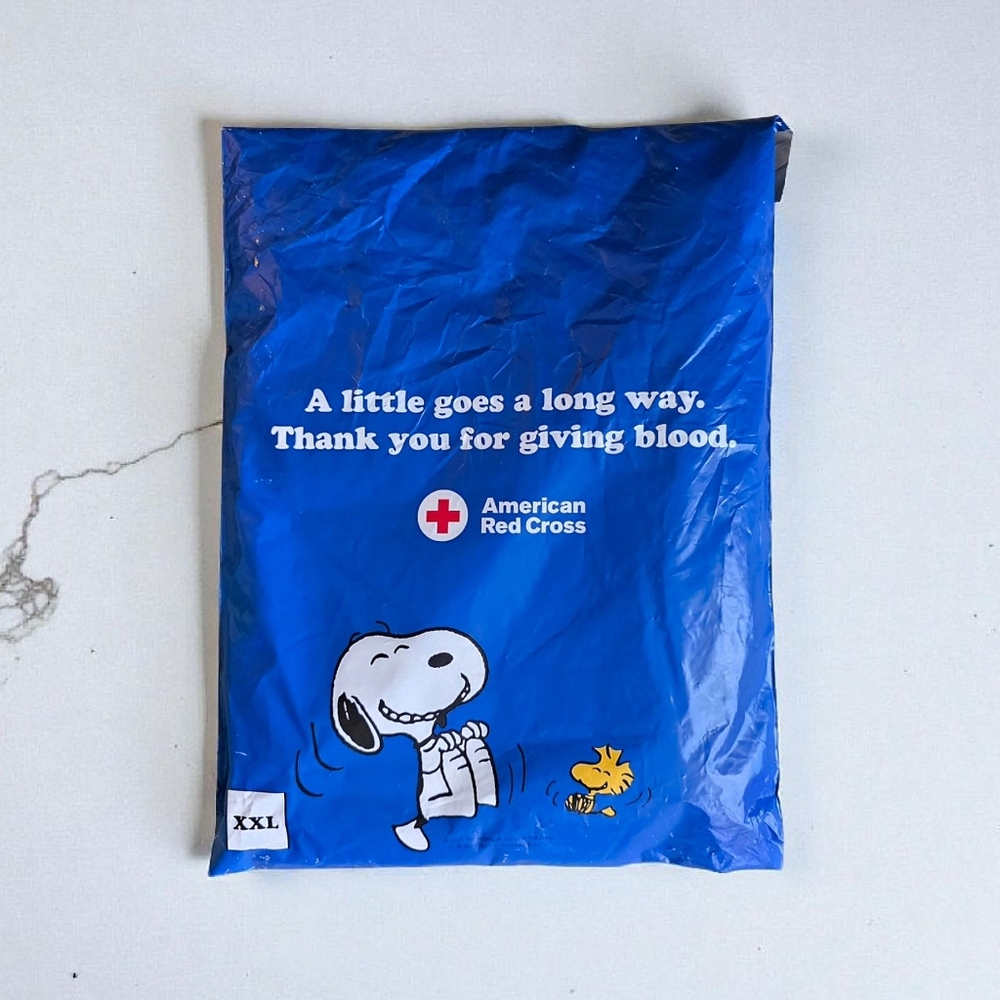 A little goes a long way.
Thank you for giving blood.
American
Red Cross
XXL